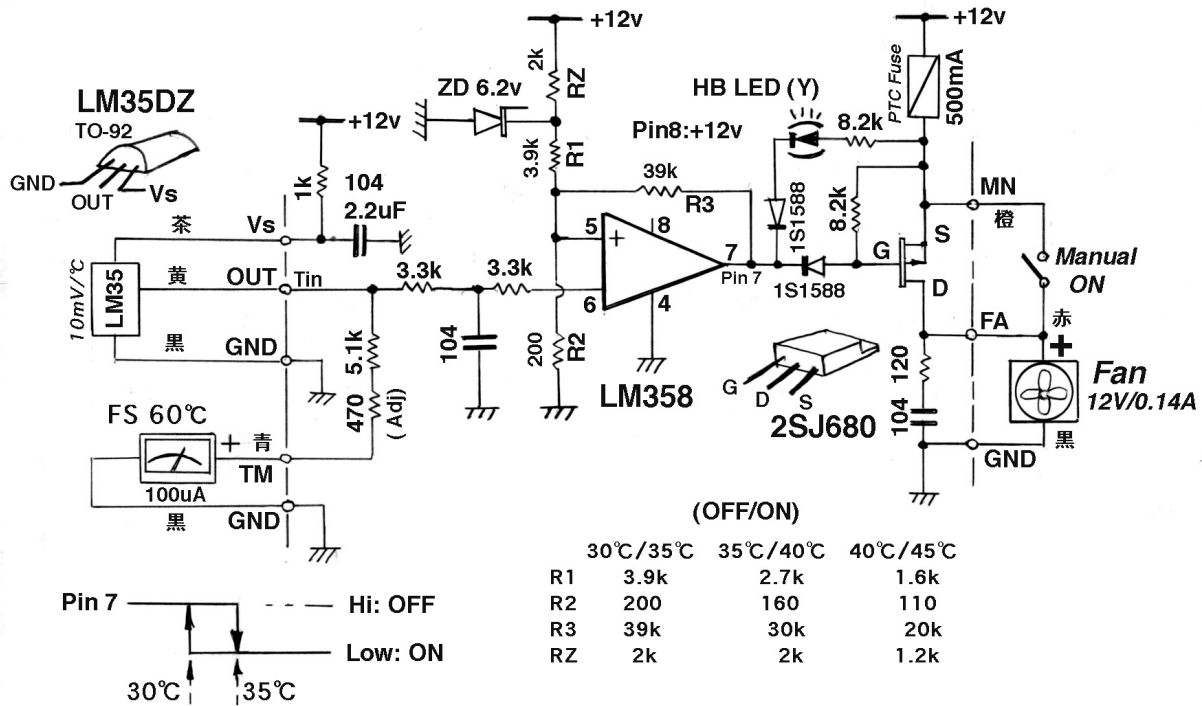 +12v
+12v
ZD 6.2v
2k
RZ
HB LED (Y)
PTC Fuse
500mA
LM35DZ
TO-92
+12v
Pin8:+12v
8.2k
3.9k
R1
GND
OUT
Vs
1k
104
2.2uF
39k
R3
1S1588
8.2k
MN
橙
茶
Vs
5
+
8
7
Pin 7
1S1588
G
S
D
Manual
ON
LM35
10mV/℃
黄
OUT
Tin
3.3k
3.3k
6
4
FA
赤
+
黒
GND
5.1k
104
200
R2
LM358
G
D
S
2SJ680
120
104
Fan
12V/0.14A
黒
GND
470
(Adj)
FS 60℃
+
青
TM
100uA
黒
GND
(OFF/ON)
30℃/35℃ 35℃/40℃ 40℃/45℃
R1 3.9k 2.7k 1.6k
R2 200 160 110
R3 39k 30k 20k
RZ 2k 2k 1.2k
Pin 7
Hi: OFF
Low: ON
30℃
35℃